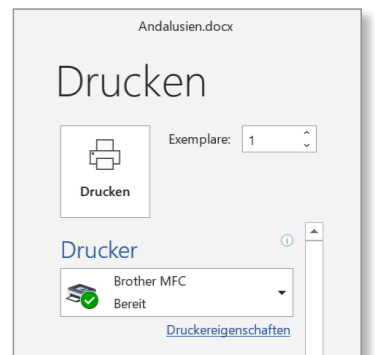 Andalusien.docx
Drucken
Exemplare: 1
Drucken
Drucker
Brother MFC
Bereit
Druckereigenschaften